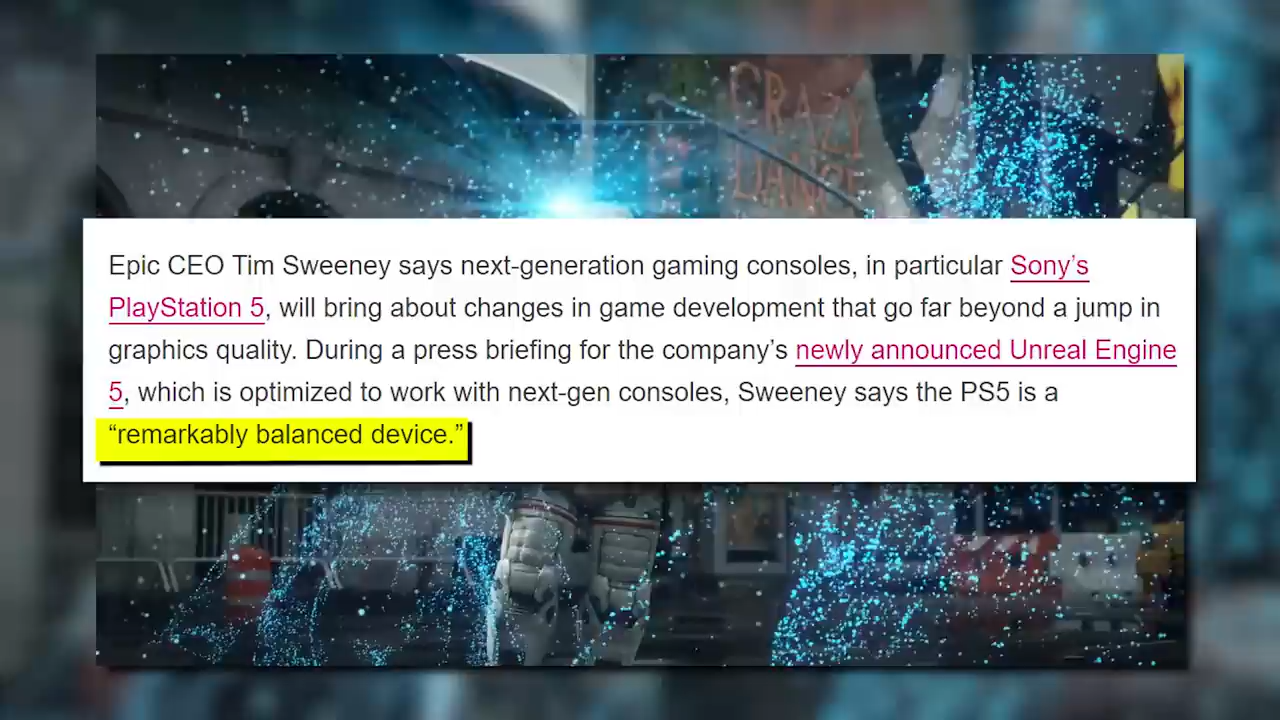 CRAZY
DANCE
Epic CEO Tim Sweeney says next-generation gaming consoles, in particular Sony’s
PlayStation 5, will bring about changes in game development that go far beyond a jump in
graphics quality. During a press briefing for the company’s newly announced Unreal Engine
5, which is optimized to work with next-gen consoles, Sweeney says the PS5 is a
“remarkably balanced device.”